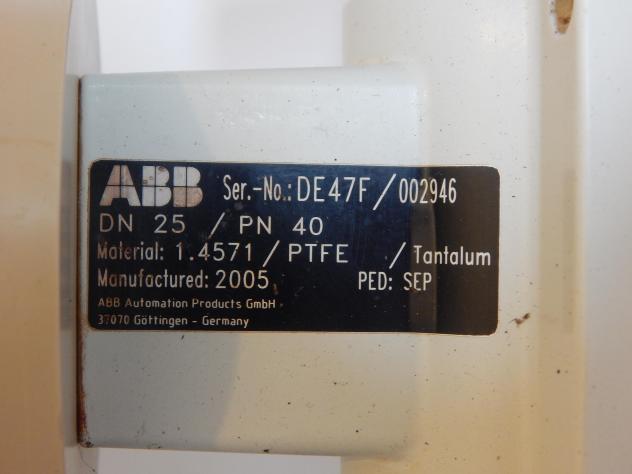 ABB Ser.-No.: DE47F/002946
DN 25 / PN 40
Material: 1.4571/PTFE / Tantalum
Manufactured: 2005 PED: SEP
ABB Automation Products GmbH
37070 Göttingen - Germany